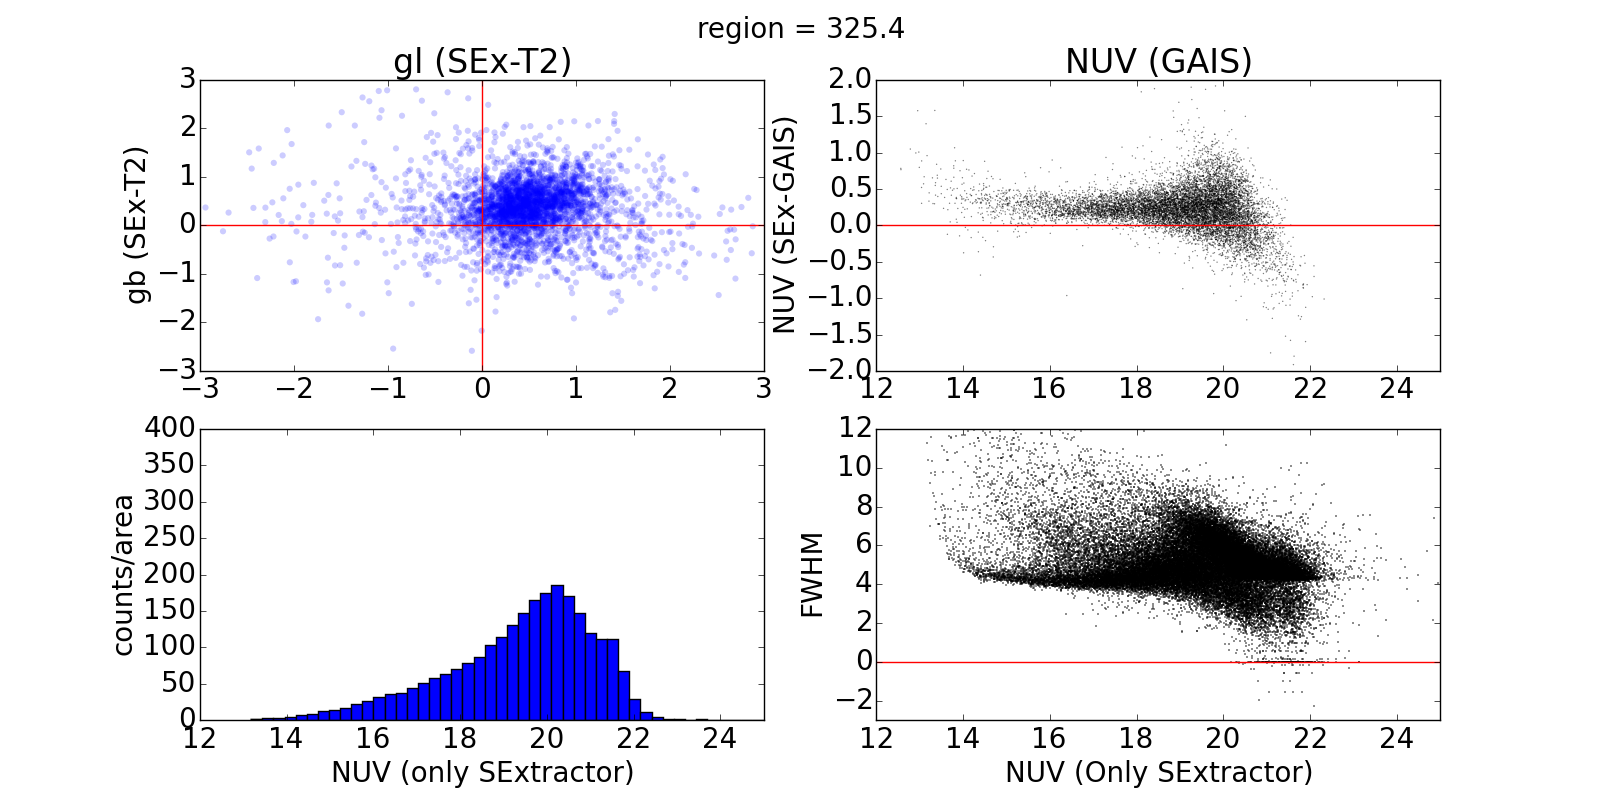 region = 325.4
gl (SEx-T2)
NUV (GAIS)
gb (SEx-T2)
3
2
1
0
−1
−2
−3
−3 −2 −1 0 1 2 3
NUV (SEx-GAIS)
2.0
1.5
1.0
0.5
0.0
−0.5
−1.0
−1.5
−2.0
12 14 16 18 20 22 24
counts/area
400
350
300
250
200
150
100
50
0
12 14 16 18 20 22 24
NUV (only SExtractor)
FWHM
12
10
8
6
4
2
0
−2
12 14 16 18 20 22 24
NUV (Only SExtractor)